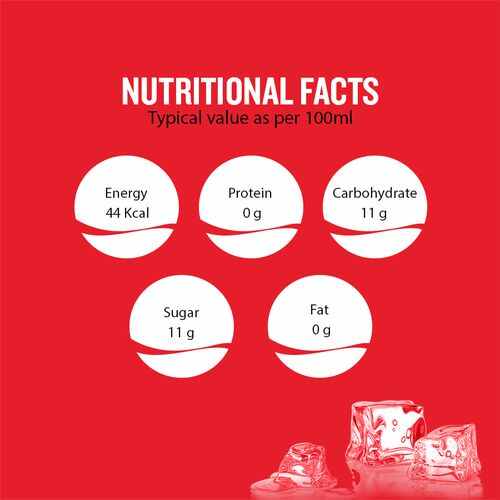 NUTRITIONAL FACTS
Typical value as per 100ml
Energy
44 Kcal
Protein
0 g
Carbohydrate
11 g
Sugar
11 g
Fat
0 g